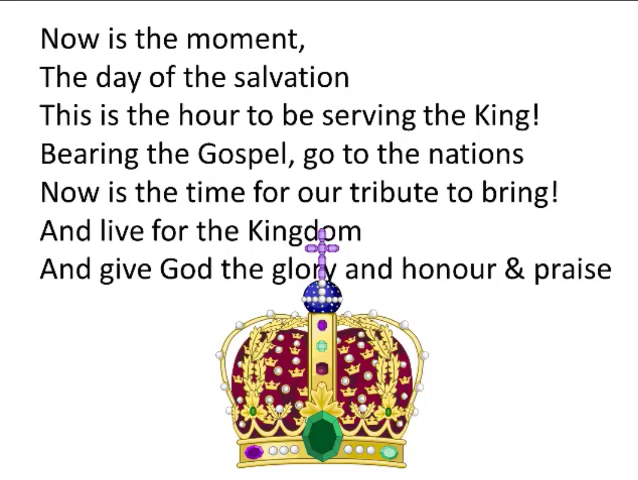 Now is the moment,
The day of the salvation
This is the hour to be serving the King!
Bearing the Gospel, go to the nations
Now is the time for our tribute to bring!
And live for the Kingdom
And give God the glory and honour & praise